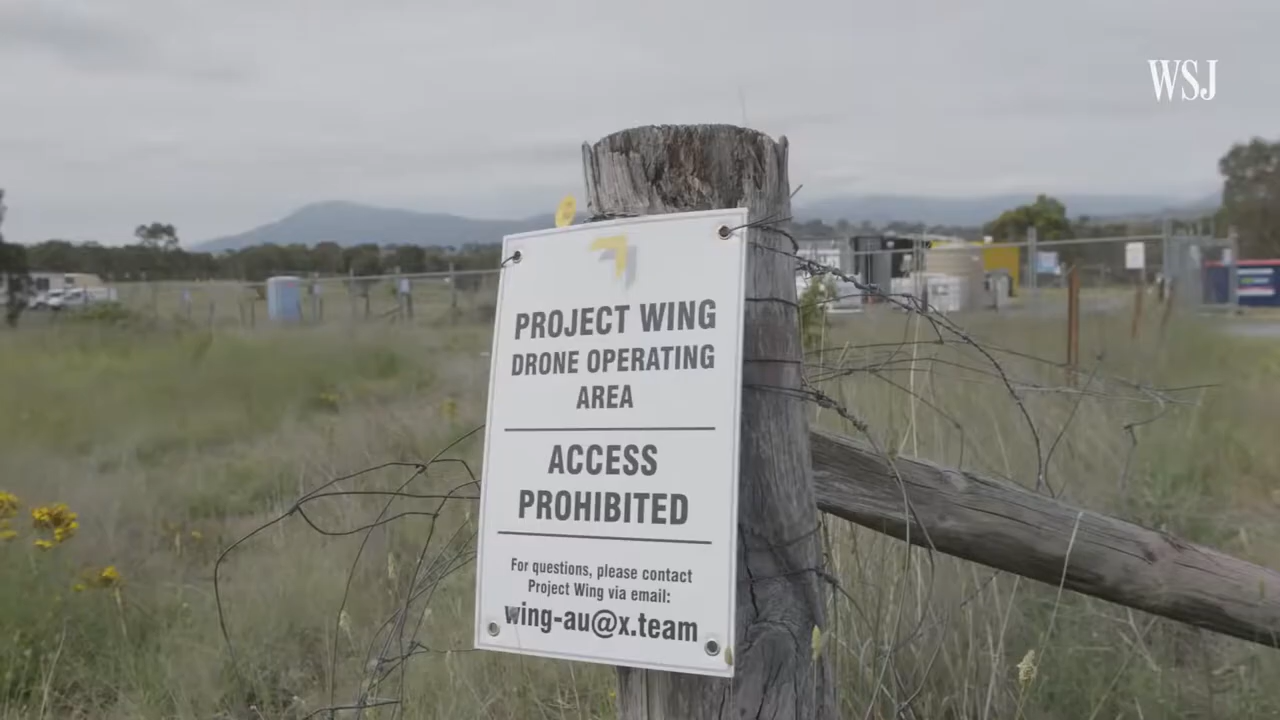 WSJ
PROJECT WING
DRONE OPERATING
AREA
ACCESS
PROHIBITED
For questions, please contact
Project Wing via email:
wing-au@x.team